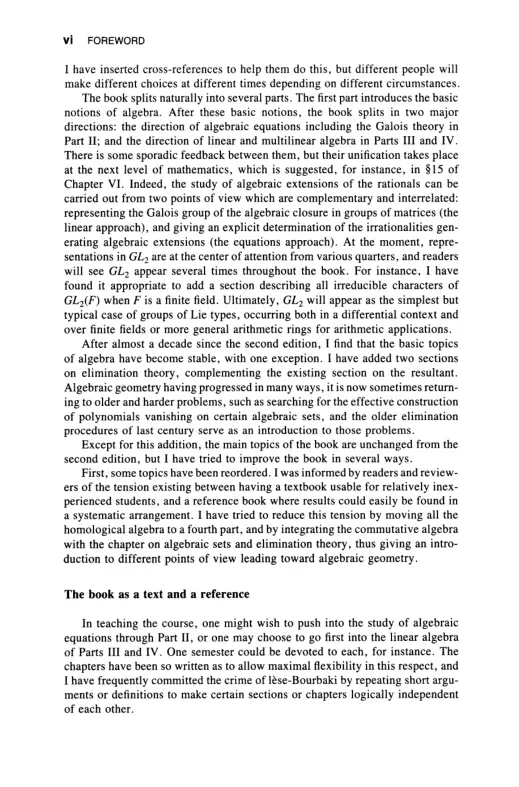 vi FOREWORD
I have inserted cross-references to help them do this, but different people will
make different choices at different times depending on different circumstances.
The book splits naturally into several parts. The first part introduces the basic
notions of algebra. After these basic notions, the book splits in two major
directions: the direction of algebraic equations including the Galois theory in
Part II; and the direction of linear and multilinear algebra in Parts III and IV.
There is some sporadic feedback between them, but their unification takes place
at the next level of mathematics, which is suggested, for instance, in §15 of
Chapter VI. Indeed, the study of algebraic extensions of the rationals can be
carried out from two points of view which are complementary and interrelated:
representing the Galois group of the algebraic closure in groups of matrices (the
linear approach), and giving an explicit determination of the irrationalities gen-
erating algebraic extensions (the equations approach). At the moment, repre-
sentations in GL₂ are at the center of attention from various quarters, and readers
will see GL₂ appear several times throughout the book. For instance, I have
found it appropriate to add a section describing all irreducible characters of
GL₂(F) when F is a finite field. Ultimately, GL₂ will appear as the simplest but
typical case of groups of Lie types, occurring both in a differential context and
over finite fields or more general arithmetic rings for arithmetic applications.
After almost a decade since the second edition, I find that the basic topics
of algebra have become stable, with one exception. I have added two sections
on elimination theory, complementing the existing section on the resultant.
Algebraic geometry having progressed in many ways, it is now sometimes return-
ing to older and harder problems, such as searching for the effective construction
of polynomials vanishing on certain algebraic sets, and the older elimination
procedures of last century serve as an introduction to those problems.
Except for this addition, the main topics of the book are unchanged from the
second edition, but I have tried to improve the book in several ways.
First, some topics have been reordered. I was informed by readers and review-
ers of the tension existing between having a textbook usable for relatively inex-
perienced students, and a reference book where results could easily be found in
a systematic arrangement. I have tried to reduce this tension by moving all the
homological algebra to a fourth part, and by integrating the commutative algebra
with the chapter on algebraic sets and elimination theory, thus giving an intro-
duction to different points of view leading toward algebraic geometry.
The book as a text and a reference
In teaching the course, one might wish to push into the study of algebraic
equations through Part II, or one may choose to go first into the linear algebra
of Parts III and IV. One semester could be devoted to each, for instance. The
chapters have been so written as to allow maximal flexibility in this respect, and
I have frequently committed the crime of lèse-Bourbaki by repeating short argu-
ments or definitions to make certain sections or chapters logically independent
of each other.